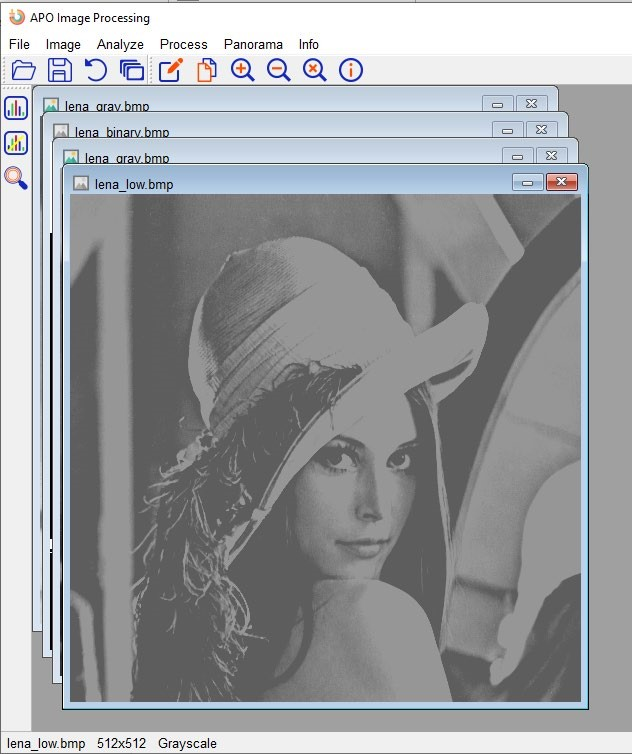 APO Image Processing
File Image Analyze Process Panorama Info
lena_gray.bmp
lena_binary.bmp
lena_gray.bmp
lena_low.bmp
lena_low.bmp 512x512 Grayscale